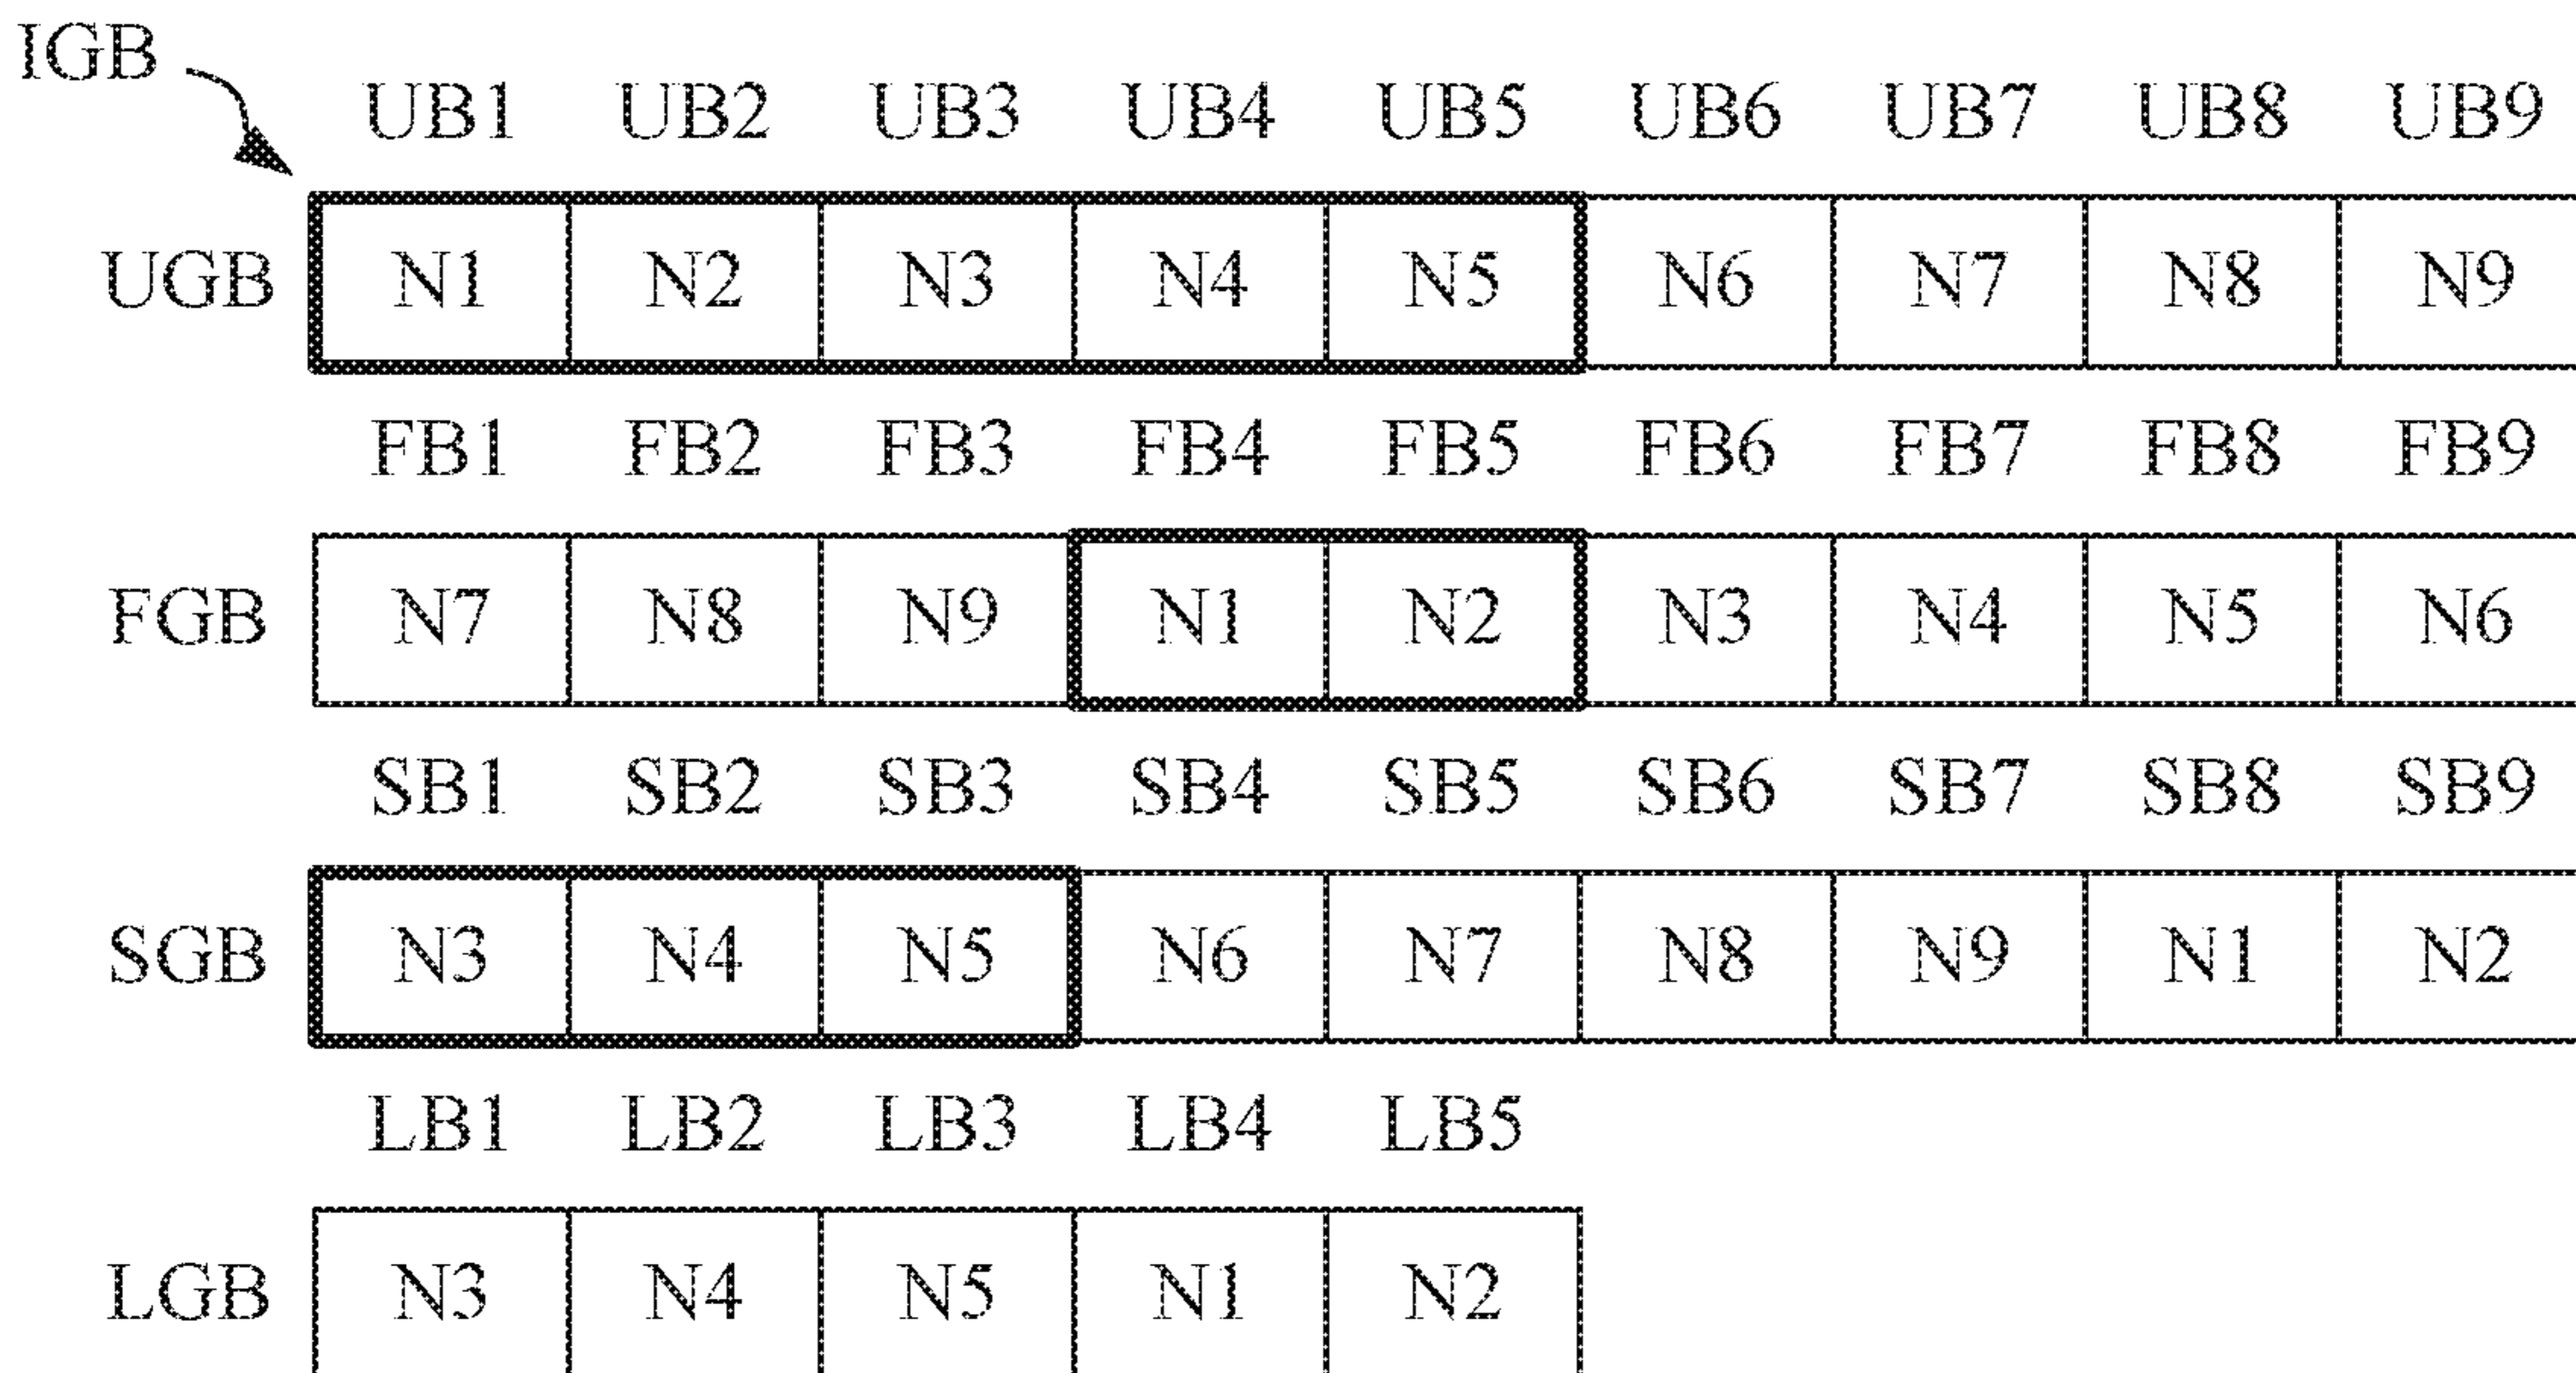 IGB
UB1 UB2 UB3 UB4 UB5 UB6 UB7 UB8 UB9
UGB N1 N2 N3 N4 N5 N6 N7 N8 N9
FB1 FB2 FB3 FB4 FB5 FB6 FB7 FB8 FB9
FGB N7 N8 N9 N1 N2 N3 N4 N5 N6
SB1 SB2 SB3 SB4 SB5 SB6 SB7 SB8 SB9
SGB N3 N4 N5 N6 N7 N8 N9 N1 N2
LB1 LB2 LB3 LB4 LB5
LGB N3 N4 N5 N1 N2